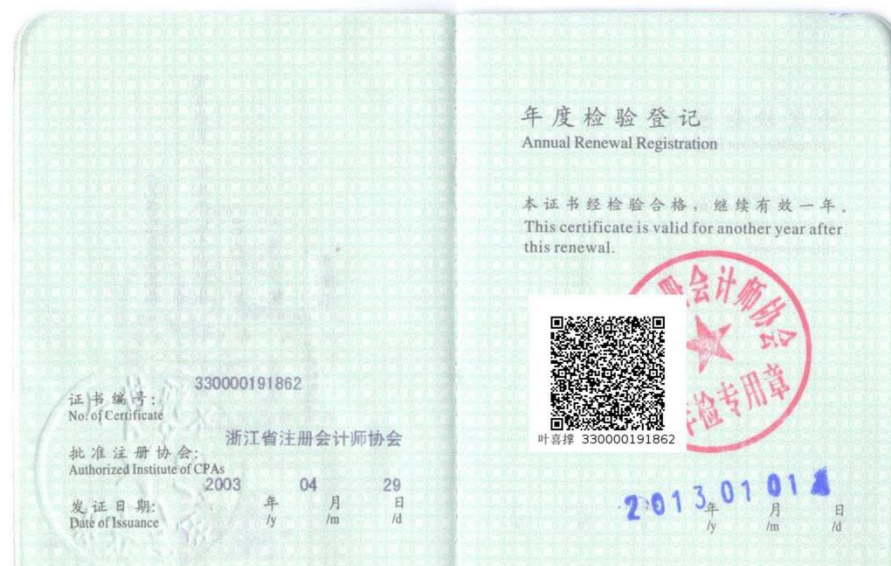 证书编号：
330000191862
No. of Certificate
批准注册协会：
浙江省注册会计师协会
Authorized Institute of CPAs
发证日期：
2003 年 04 月 29 日
Date of Issuance
/y /m /d
年度检验登记
Annual Renewal Registration
本证书经检验合格，继续有效一年。
This certificate is valid for another year after
this renewal.
册会计师协会
年检专用章
叶喜撑 330000191862
2013 01 01
年 月 日
/y /m /d